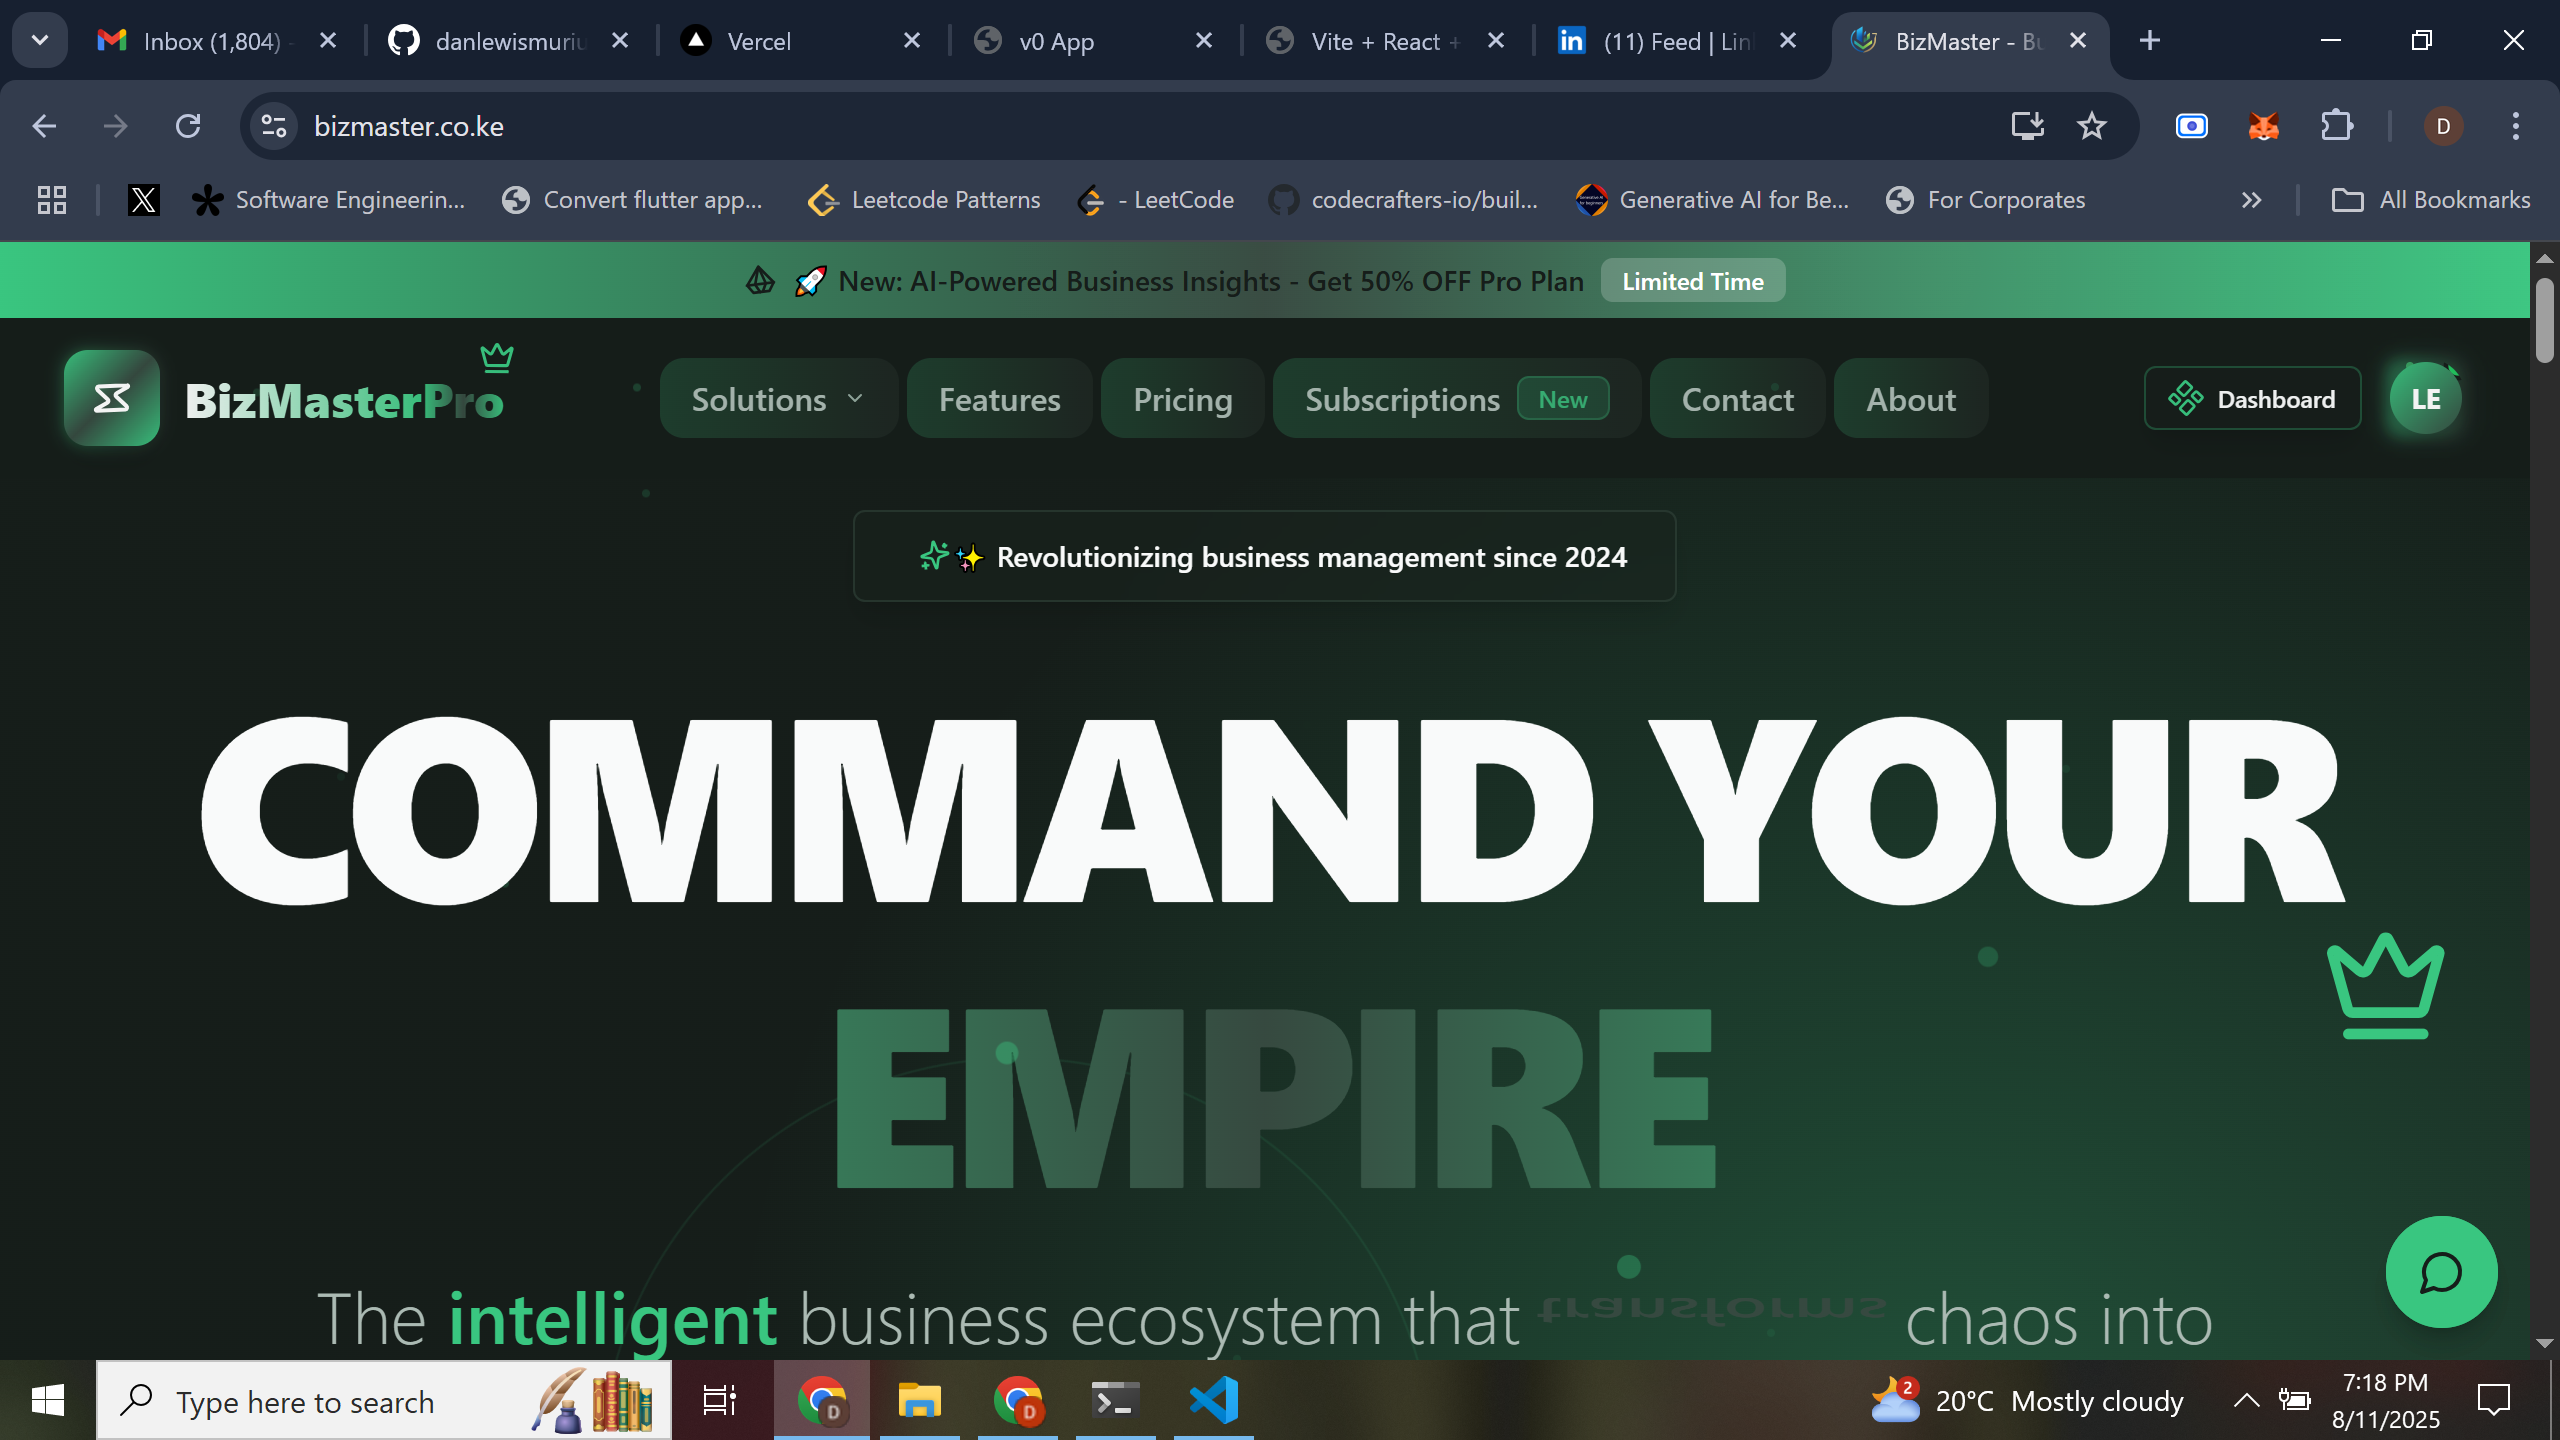 Inbox (1,804) -
danlewismuriu
Vercel
v0 App
Vite + React +
(11) Feed | Lin
BizMaster - Bu
bizmaster.co.ke
D
Software Engineerin...
Convert flutter app...
Leetcode Patterns
- LeetCode
codecrafters-io/buil...
Generative AI for Be...
For Corporates
All Bookmarks
🚀 New: AI-Powered Business Insights - Get 50% OFF Pro Plan
Limited Time
BizMasterPro
Solutions
Features
Pricing
Subscriptions
New
Contact
About
Dashboard
LE
✨ Revolutionizing business management since 2024
COMMAND YOUR
EMPIRE
The intelligent business ecosystem that transforms chaos into
Type here to search
D
D
2
20°C Mostly cloudy
7:18 PM
8/11/2025